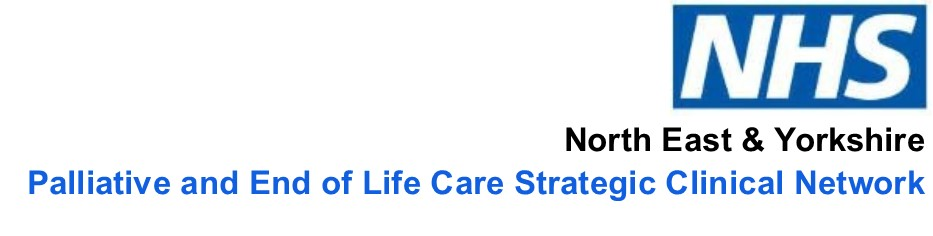 NHS
North East & Yorkshire
Palliative and End of Life Care Strategic Clinical Network